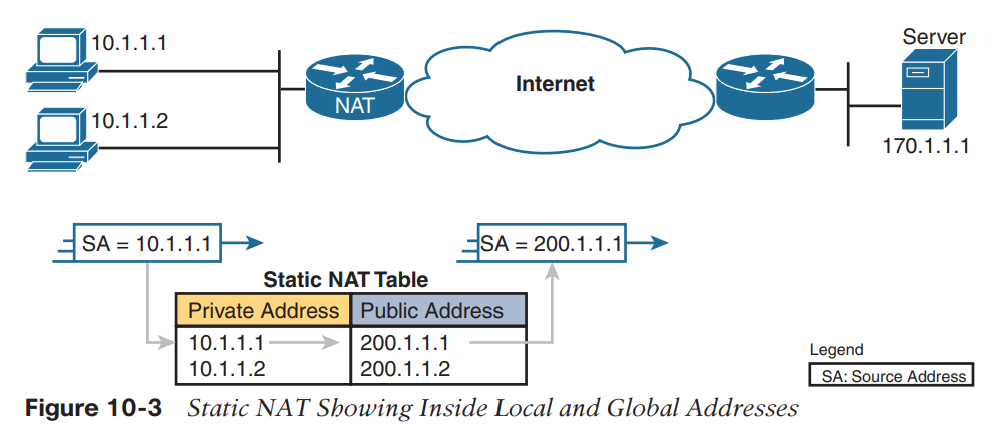 10.1.1.1
Server
Internet
NAT
10.1.1.2
170.1.1.1
SA = 10.1.1.1
SA = 200.1.1.1
Static NAT Table
Private Address Public Address
10.1.1.1 200.1.1.1
10.1.1.2 200.1.1.2
Legend
SA: Source Address
Figure 10-3 Static NAT Showing Inside Local and Global Addresses